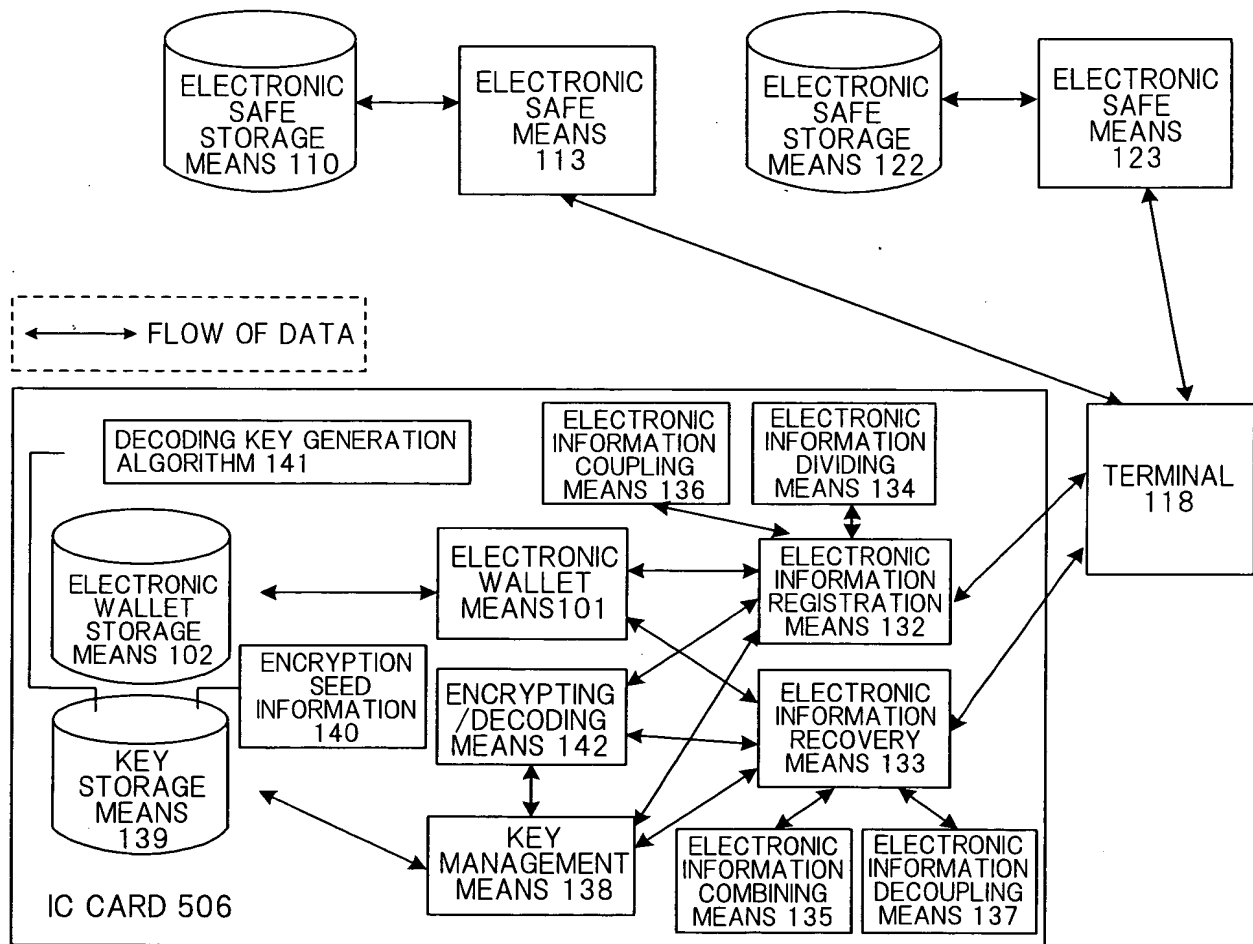 ELECTRONIC
SAFE
STORAGE
MEANS 110
ELECTRONIC
SAFE
MEANS
113
ELECTRONIC
SAFE
STORAGE
MEANS 122
ELECTRONIC
SAFE
MEANS
123
FLOW OF DATA
DECODING KEY GENERATION
ALGORITHM 141
ELECTRONIC
INFORMATION
COUPLING
MEANS 136
ELECTRONIC
INFORMATION
DIVIDING
MEANS 134
TERMINAL
118
ELECTRONIC
WALLET
STORAGE
MEANS 102
ELECTRONIC
WALLET
MEANS101
ELECTRONIC
INFORMATION
REGISTRATION
MEANS 132
ENCRYPTION
SEED
INFORMATION
140
ENCRYPTING
/DECODING
MEANS 142
ELECTRONIC
INFORMATION
RECOVERY
MEANS 133
KEY
STORAGE
MEANS
139
KEY
MANAGEMENT
MEANS 138
ELECTRONIC
INFORMATION
COMBINING
MEANS 135
ELECTRONIC
INFORMATION
DECOUPLING
MEANS 137
IC CARD 506